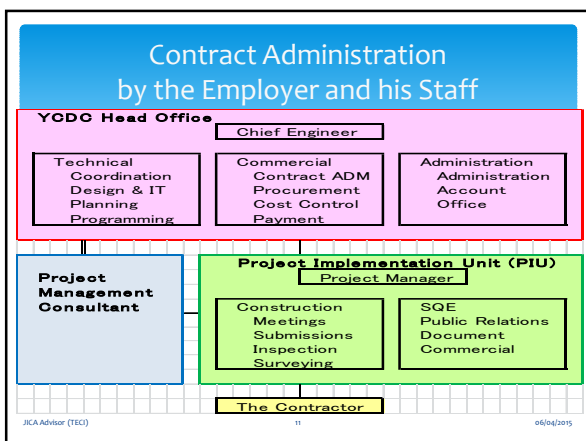 Contract Administration
by the Employer and his Staff
YCDC Head Office
Chief Engineer
Technical
Coordination
Design & IT
Planning
Programming
Commercial
Contract ADM
Procurement
Cost Control
Payment
Administration
Administration
Account
Office
Project
Management
Consultant
Project Implementation Unit (PIU)
Project Manager
Construction
Meetings
Submissions
Inspection
Surveying
SQE
Public Relations
Document
Commercial
The Contractor
JICA Advisor (TECI)
11
06/04/2015